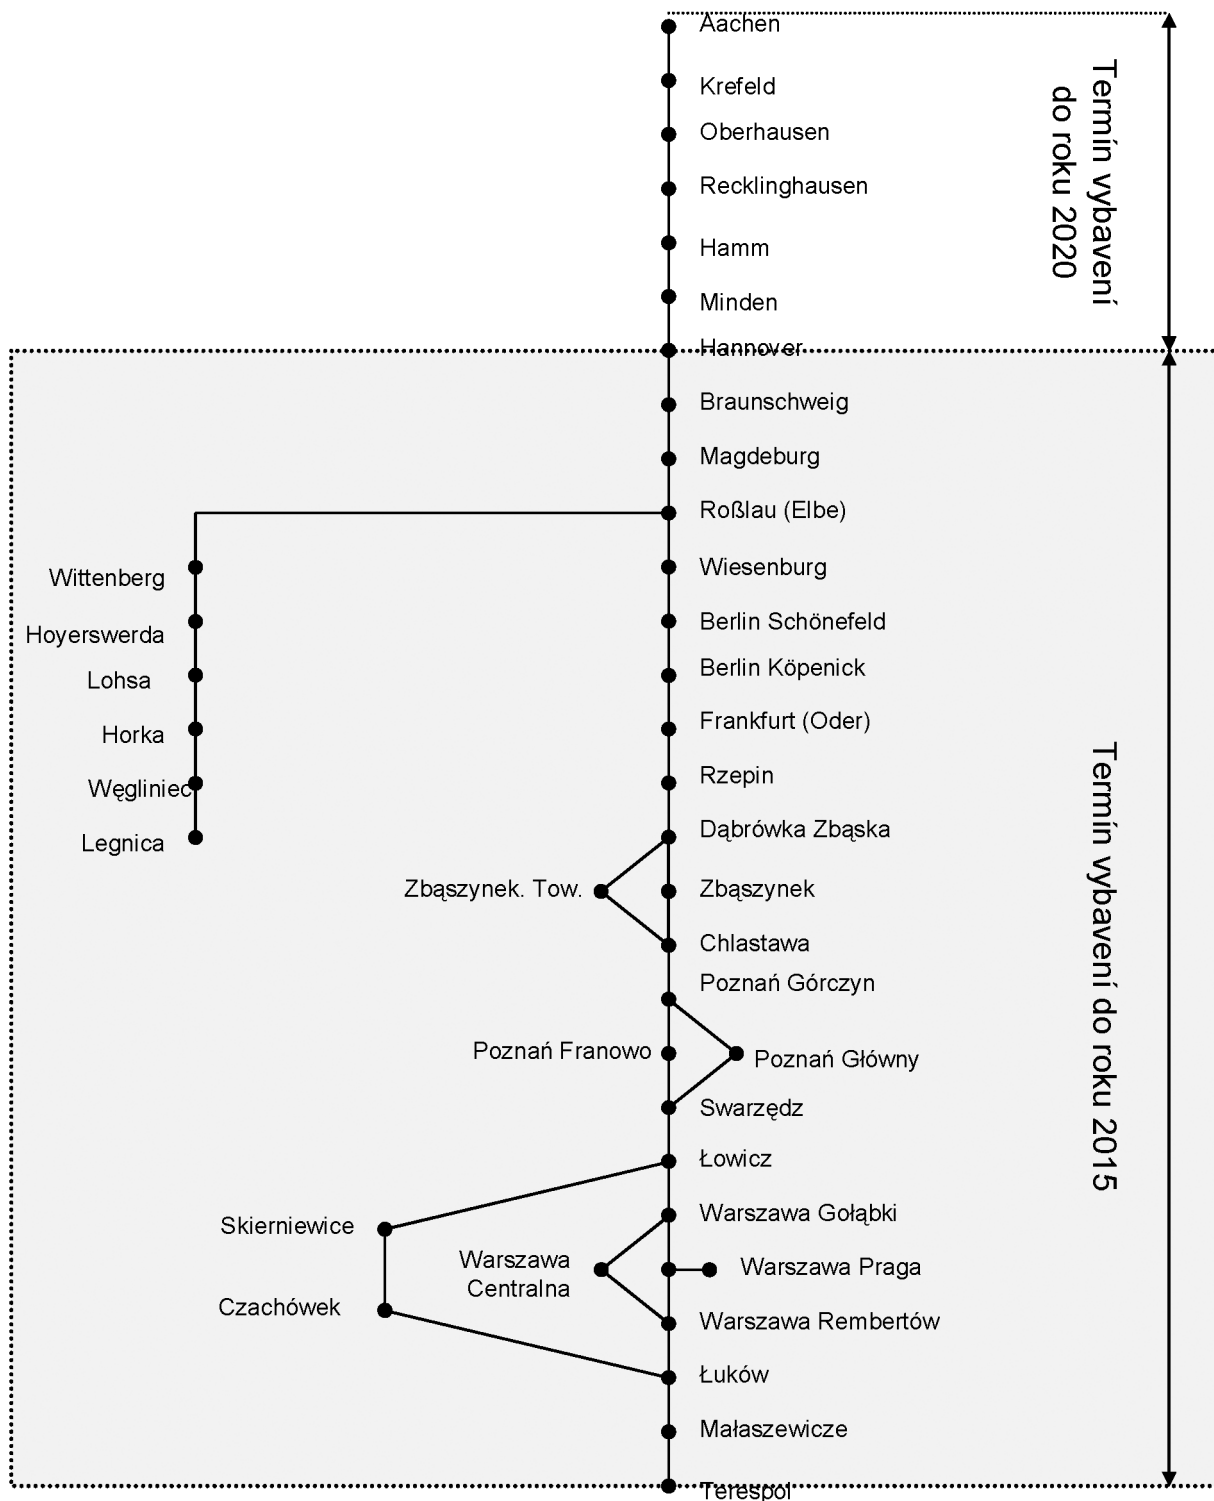 Aachen
Krefeld
Oberhausen
Recklinghausen
Hamm
Minden
Hannover
Termín vybavení
do roku 2020
Braunschweig
Magdeburg
Roßlau (Elbe)
Wiesenburg
Wittenberg
Berlin Schönefeld
Hoyerswerda
Berlin Köpenick
Lohsa
Frankfurt (Oder)
Horka
Rzepin
Węgliniec
Dąbrówka Zbąska
Legnica
Zbąszynek. Tow.
Zbąszynek
Chlastawa
Poznań Górczyn
Poznań Franowo
Poznań Główny
Swarzędz
Łowicz
Warszawa Gołąbki
Skierniewice
Warszawa
Centralna
Warszawa Praga
Czachówek
Warszawa Rembertów
Łuków
Małaszewicze
Terespol
Termín vybavení do roku 2015